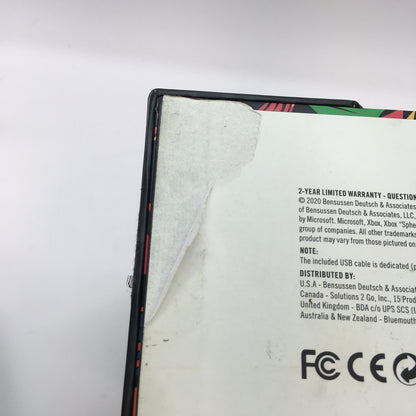 2-YEAR LIMITED WARRANTY - QUESTION
© 2020 Bensussen Deutsch & Associates
of Bensussen Deutsch & Associates, LLC,
by Microsoft. Microsoft, Xbox, Xbox "Sphe
group of companies. All other trademarks
product may vary from those pictured on
NOTE:
The included USB cable is dedicated (p
DISTRIBUTED BY:
U.S.A - Bensussen Deutsch & Associates
Canada - Solutions 2 Go, Inc., 15 Prod
United Kingdom - BDA c/o UPS SCS (U
Australia & New Zealand - Bluemouth
FC CE